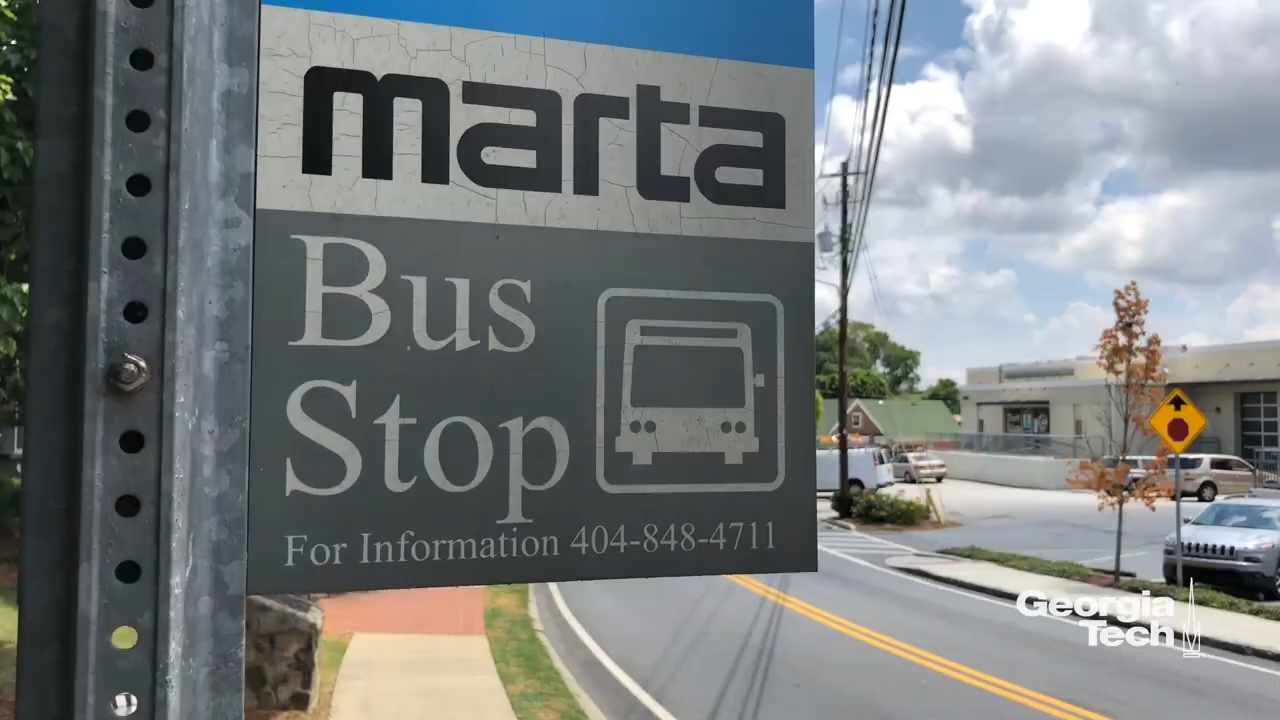 marta
Bus
Stop
For Information 404-848-4711
Georgia
Tech